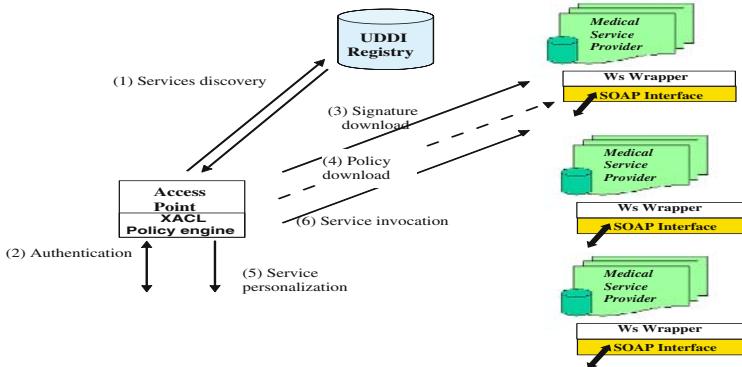 UDDI
Registry
(1) Services discovery
(3) Signature
download
(4) Policy
download
(6) Service invocation
Access
Point
XACL
Policy engine
(2) Authentication
(5) Service
personalization
Medical
Service
Provider
Ws Wrapper
SOAP Interface
Medical
Service
Provider
Ws Wrapper
SOAP Interface
Medical
Service
Provider
Ws Wrapper
SOAP Interface